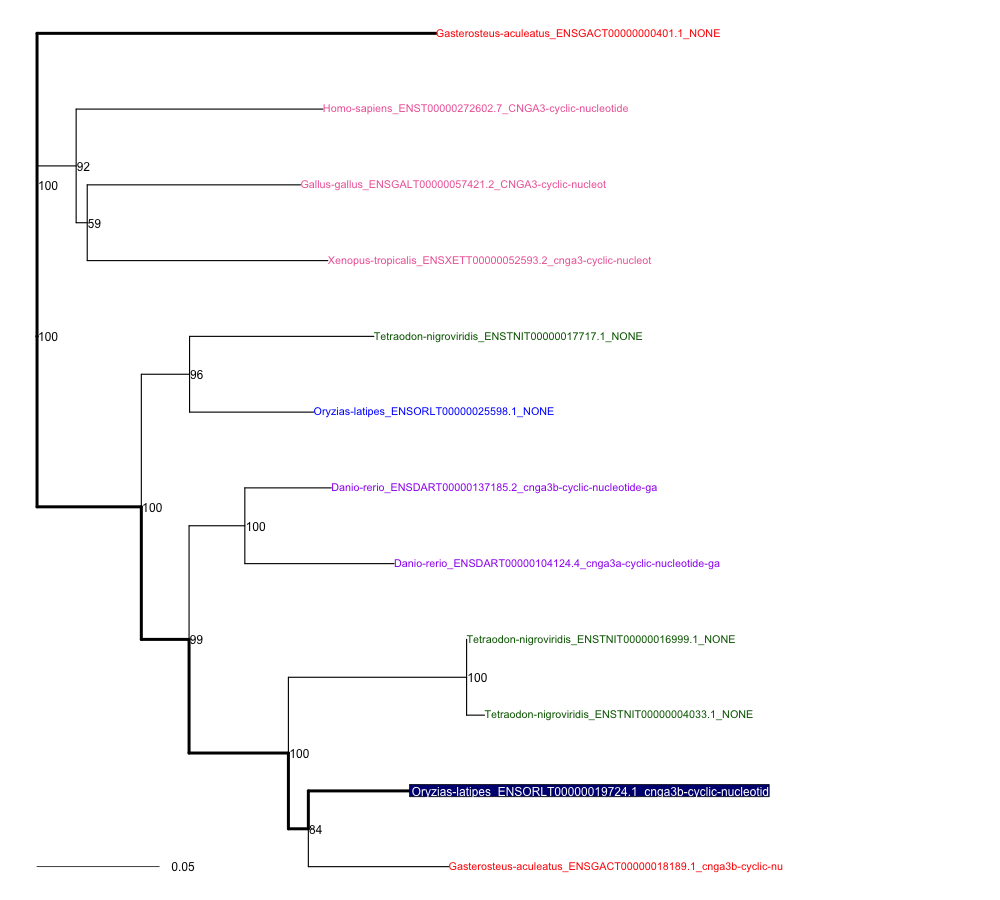 Gasterosteus-aculeatus_ENSGACT00000000401.1_NONE
Homo-sapiens_ENST00000272602.7_CNGA3-cyclic-nucleotide
92
100
Gallus-gallus_ENSGALT00000057421.2_CNGA3-cyclic-nucleot
59
Xenopus-tropicalis_ENSXETT00000052593.2_cnga3-cyclic-nucleot
100
Tetraodon-nigroviridis_ENSTNIT00000017717.1_NONE
96
Oryzias-latipes_ENSORLT00000025598.1_NONE
Danio-rerio_ENSDART00000137185.2_cnga3b-cyclic-nucleotide-ga
100
100
Danio-rerio_ENSDART00000104124.4_cnga3a-cyclic-nucleotide-ga
99
Tetraodon-nigroviridis_ENSTNIT00000016999.1_NONE
100
Tetraodon-nigroviridis_ENSTNIT00000004033.1_NONE
100
Oryzias-latipes_ENSORLT00000019724.1_cnga3b-cyclic-nucleotid
84
Gasterosteus-aculeatus_ENSGACT00000018189.1_cnga3b-cyclic-nu
0.05